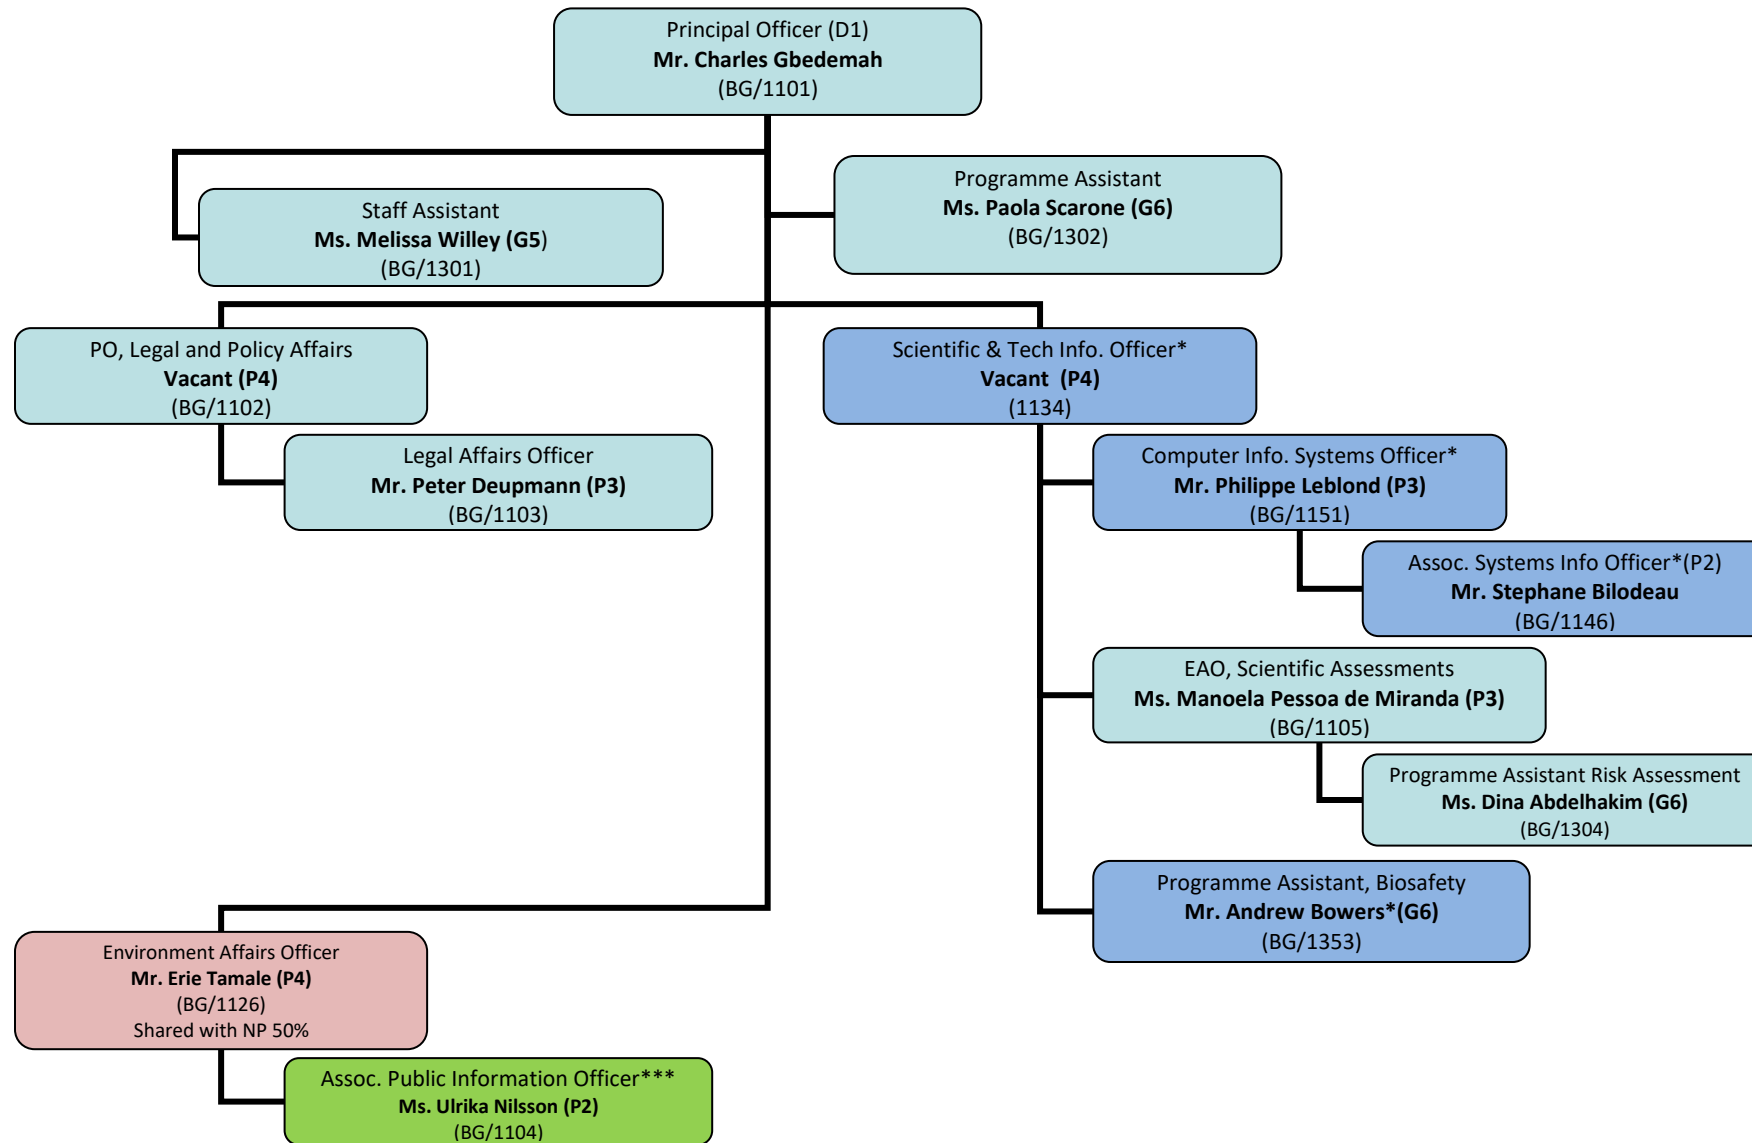 Principal Officer (D1)
Mr. Charles Gbedemah
(BG/1101)
Staff Assistant
Ms. Melissa Willey (G5)
(BG/1301)
Programme Assistant
Ms. Paola Scarone (G6)
(BG/1302)
PO, Legal and Policy Affairs
Vacant (P4)
(BG/1102)
Legal Affairs Officer
Mr. Peter Deupmann (P3)
(BG/1103)
Scientific & Tech Info. Officer*
Vacant (P4)
(1134)
Computer Info. Systems Officer*
Mr. Philippe Leblond (P3)
(BG/1151)
Assoc. Systems Info Officer*(P2)
Mr. Stephane Bilodeau
(BG/1146)
EAO, Scientific Assessments
Ms. Manoela Pessoa de Miranda (P3)
(BG/1105)
Programme Assistant Risk Assessment
Ms. Dina Abdelhakim (G6)
(BG/1304)
Programme Assistant, Biosafety
Mr. Andrew Bowers*(G6)
(BG/1353)
Environment Affairs Officer
Mr. Erie Tamale (P4)
(BG/1126)
Shared with NP 50%
Assoc. Public Information Officer***
Ms. Ulrika Nilsson (P2)
(BG/1104)